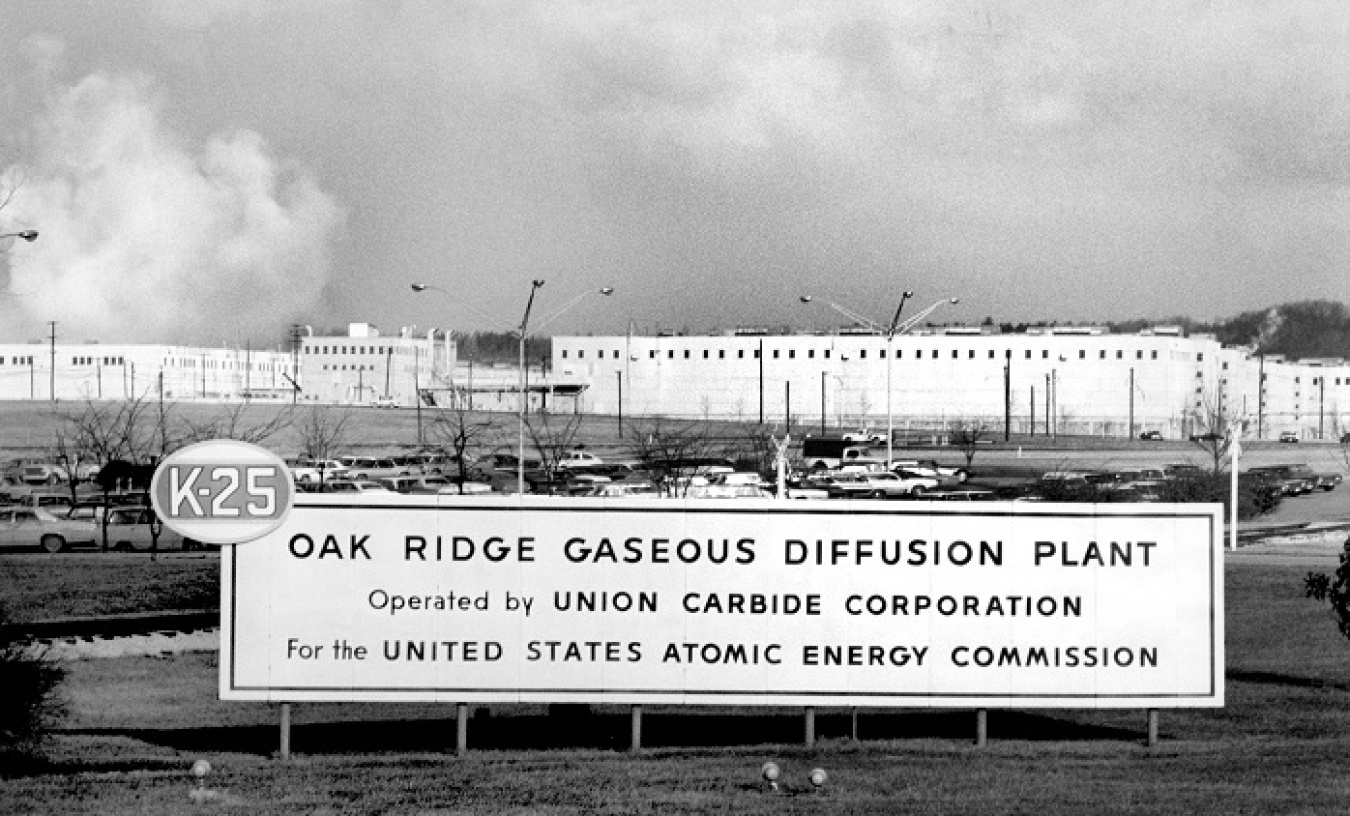 K-25
OAK RIDGE GASEOUS DIFFUSION PLANT
Operated by UNION CARBIDE CORPORATION
For the UNITED STATES ATOMIC ENERGY COMMISSION